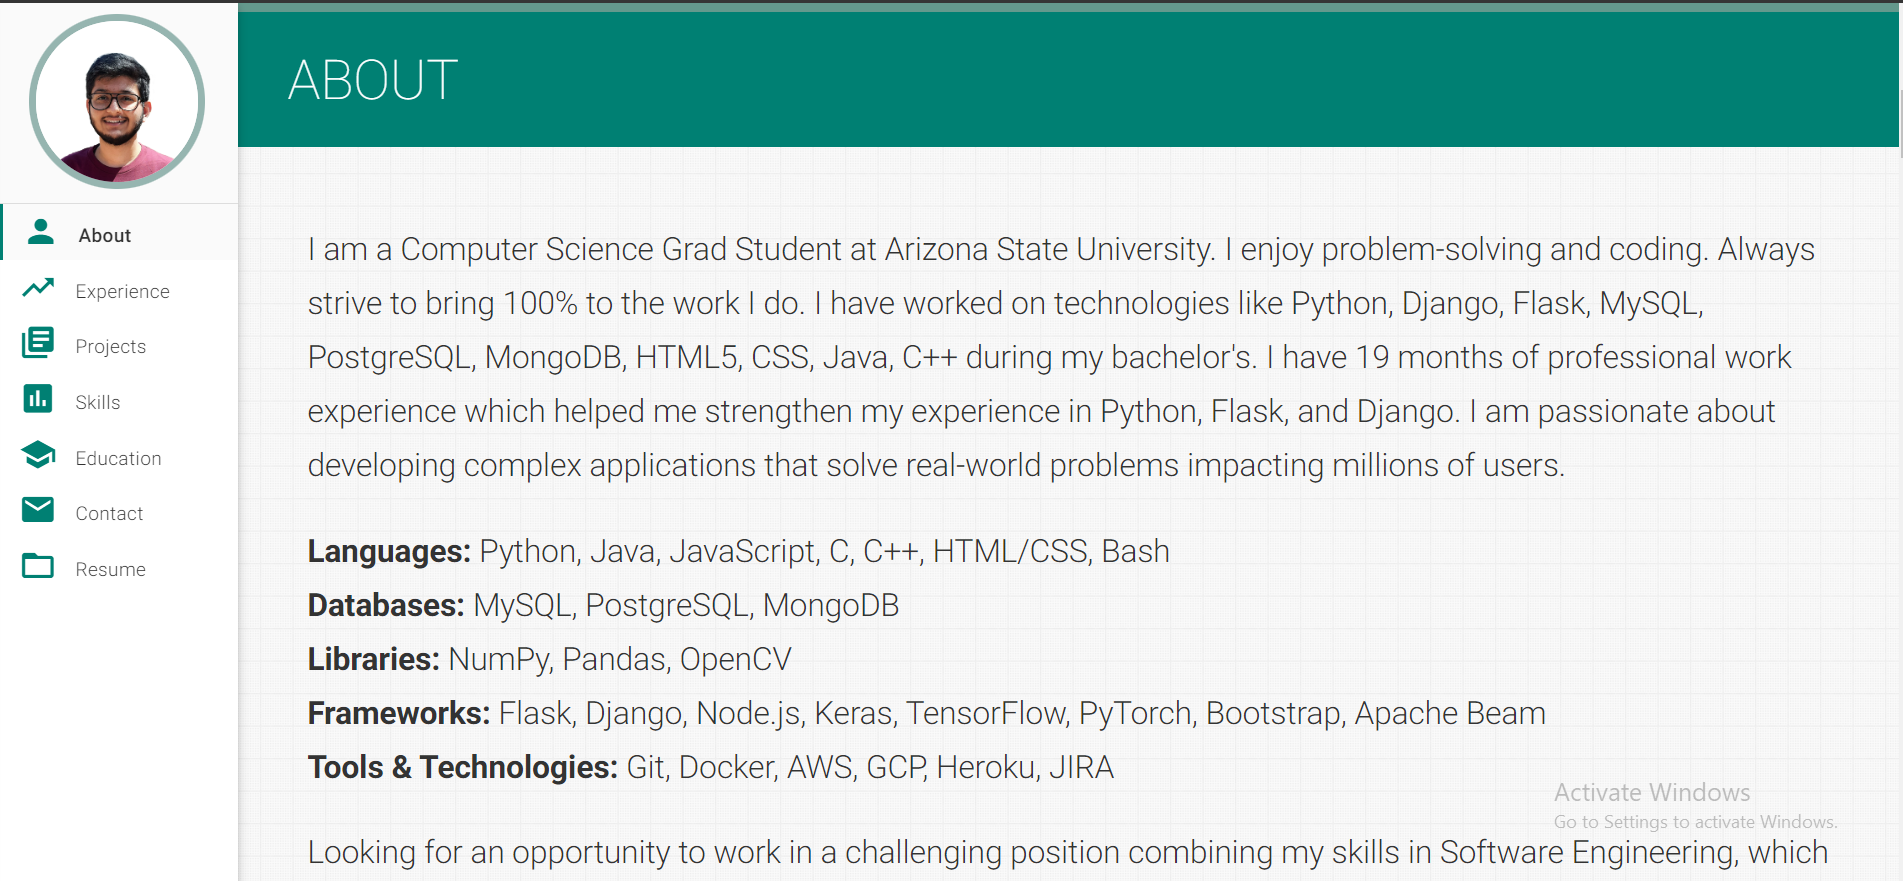 ABOUT
About
Experience
Projects
Skills
Education
Contact
Resume
I am a Computer Science Grad Student at Arizona State University. I enjoy problem-solving and coding. Always
strive to bring 100% to the work I do. I have worked on technologies like Python, Django, Flask, MySQL,
PostgreSQL, MongoDB, HTML5, CSS, Java, C++ during my bachelor's. I have 19 months of professional work
experience which helped me strengthen my experience in Python, Flask, and Django. I am passionate about
developing complex applications that solve real-world problems impacting millions of users.
Languages: Python, Java, JavaScript, C, C++, HTML/CSS, Bash
Databases: MySQL, PostgreSQL, MongoDB
Libraries: NumPy, Pandas, OpenCV
Frameworks: Flask, Django, Node.js, Keras, TensorFlow, PyTorch, Bootstrap, Apache Beam
Tools & Technologies: Git, Docker, AWS, GCP, Heroku, JIRA
Looking for an opportunity to work in a challenging position combining my skills in Software Engineering, which
Activate Windows
Go to Settings to activate Windows.